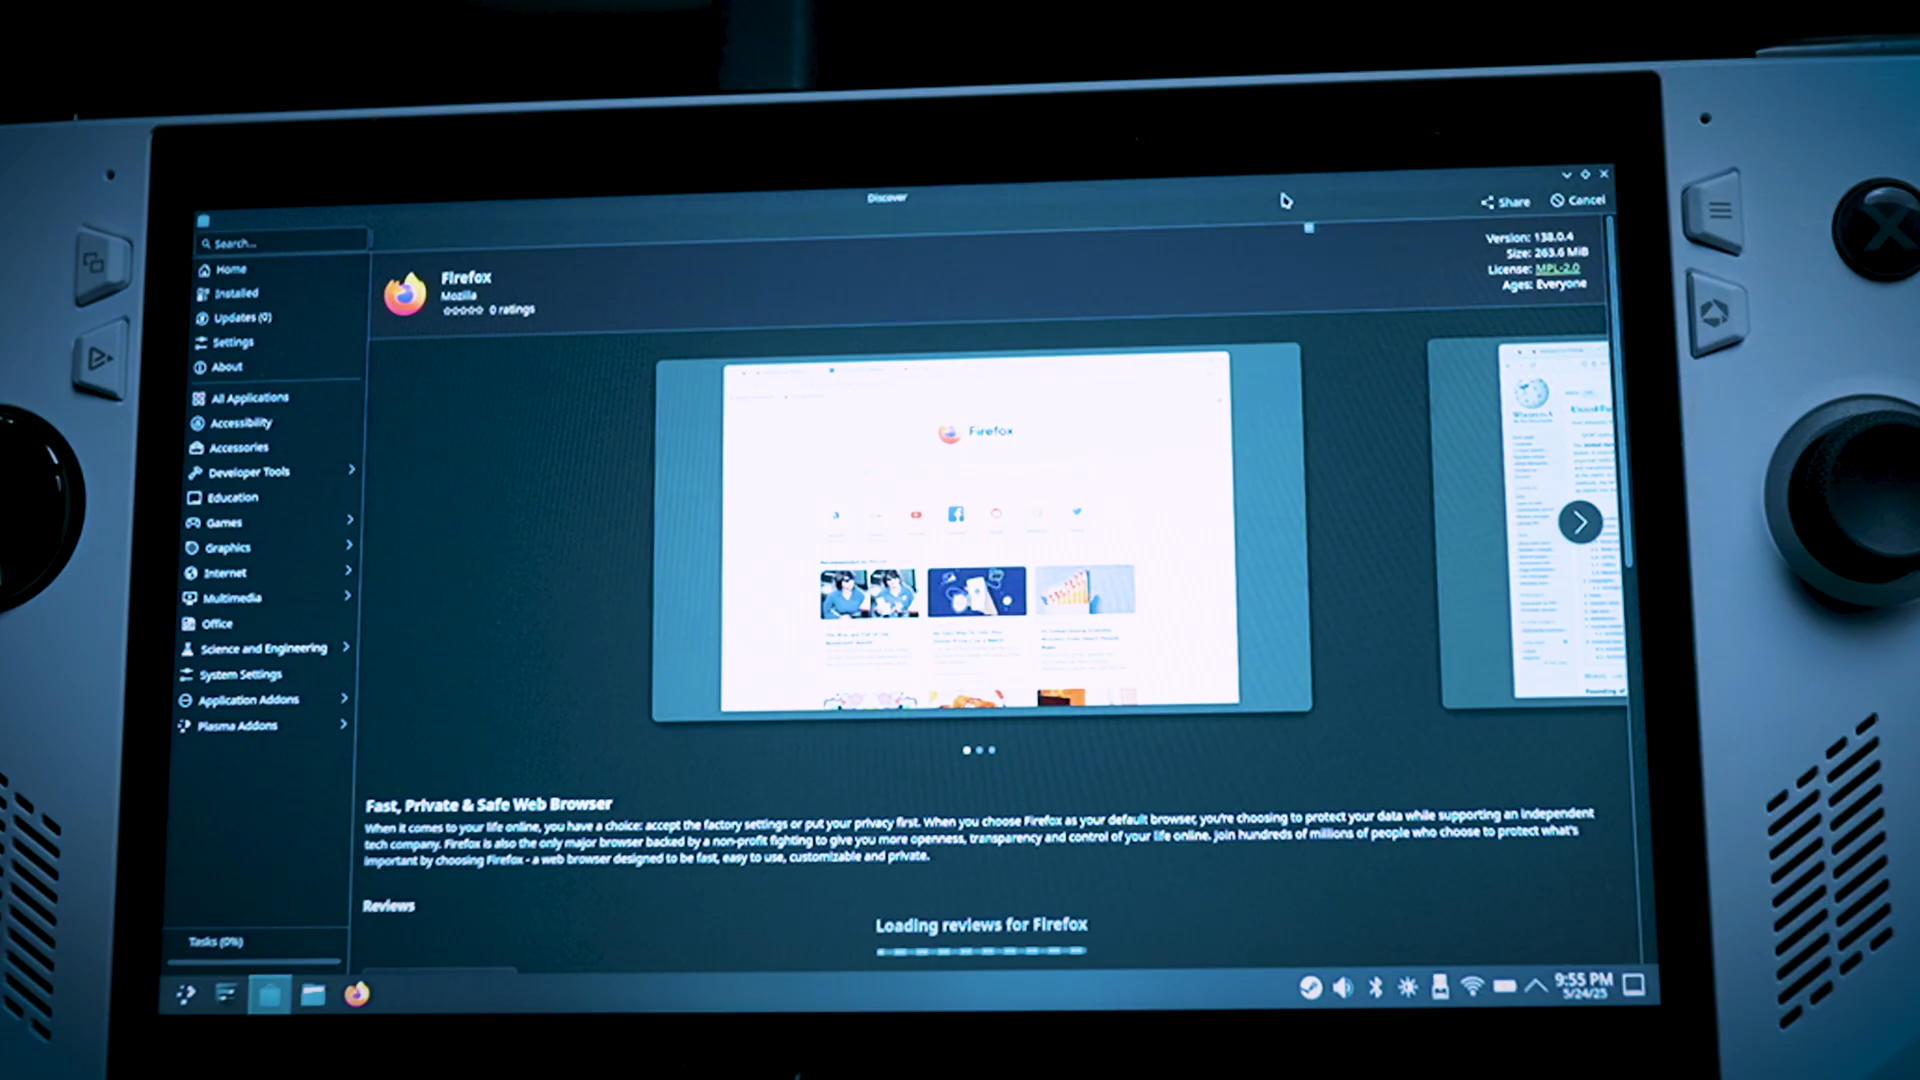 Discover
Share
Cancel
Search...
Home
Installed
Updates (0)
Settings
About
All Applications
Accessibility
Accessories
Developer Tools
Education
Games
Graphics
Internet
Multimedia
Office
Science and Engineering
System Settings
Application Addons
Plasma Addons
Tasks (0%)
Firefox
Mozilla
0 ratings
Version: 138.0.4
Size: 263.6 MiB
License: MPL-2.0
Ages: Everyone
Firefox
Fast, Private & Safe Web Browser
When it comes to your life online, you have a choice: accept the factory settings or put your privacy first. When you choose Firefox as your default browser, you're choosing to protect your data while supporting an independent
tech company. Firefox is also the only major browser backed by a non-profit fighting to give you more openness, transparency and control of your life online. Join hundreds of millions of people who choose to protect what's
important by choosing Firefox - a web browser designed to be fast, easy to use, customizable and private.
Reviews
Loading reviews for Firefox
9:55 PM
5/24/25
X